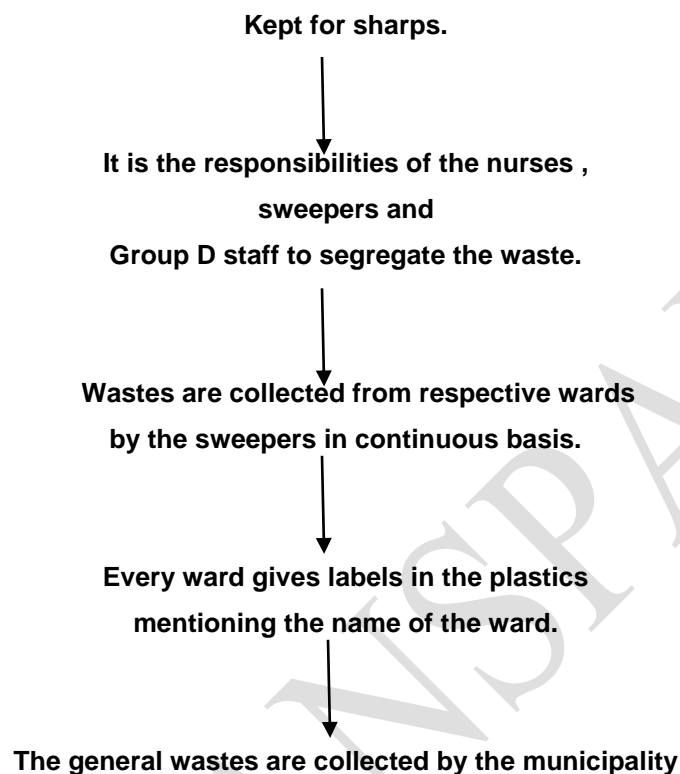 Kept for sharps.
It is the responsibilities of the nurses ,
sweepers and
Group D staff to segregate the waste.
Wastes are collected from respective wards
by the sweepers in continuous basis.
Every ward gives labels in the plastics
mentioning the name of the ward.
The general wastes are collected by the municipality